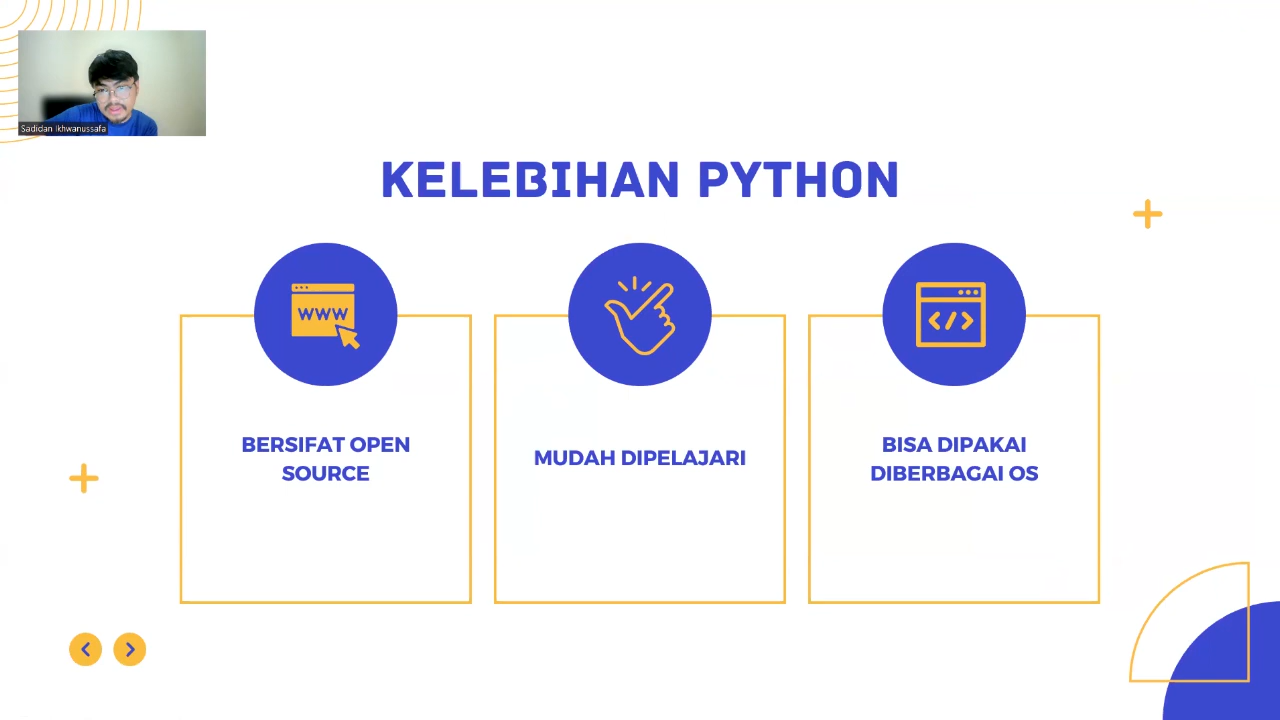 Sadidan Ikhwanussafa
KELEBIHAN PYTHON
WWW
BERSIFAT OPEN
SOURCE
MUDAH DIPELAJARI
BISA DIPAKAI
DIBERBAGAI OS